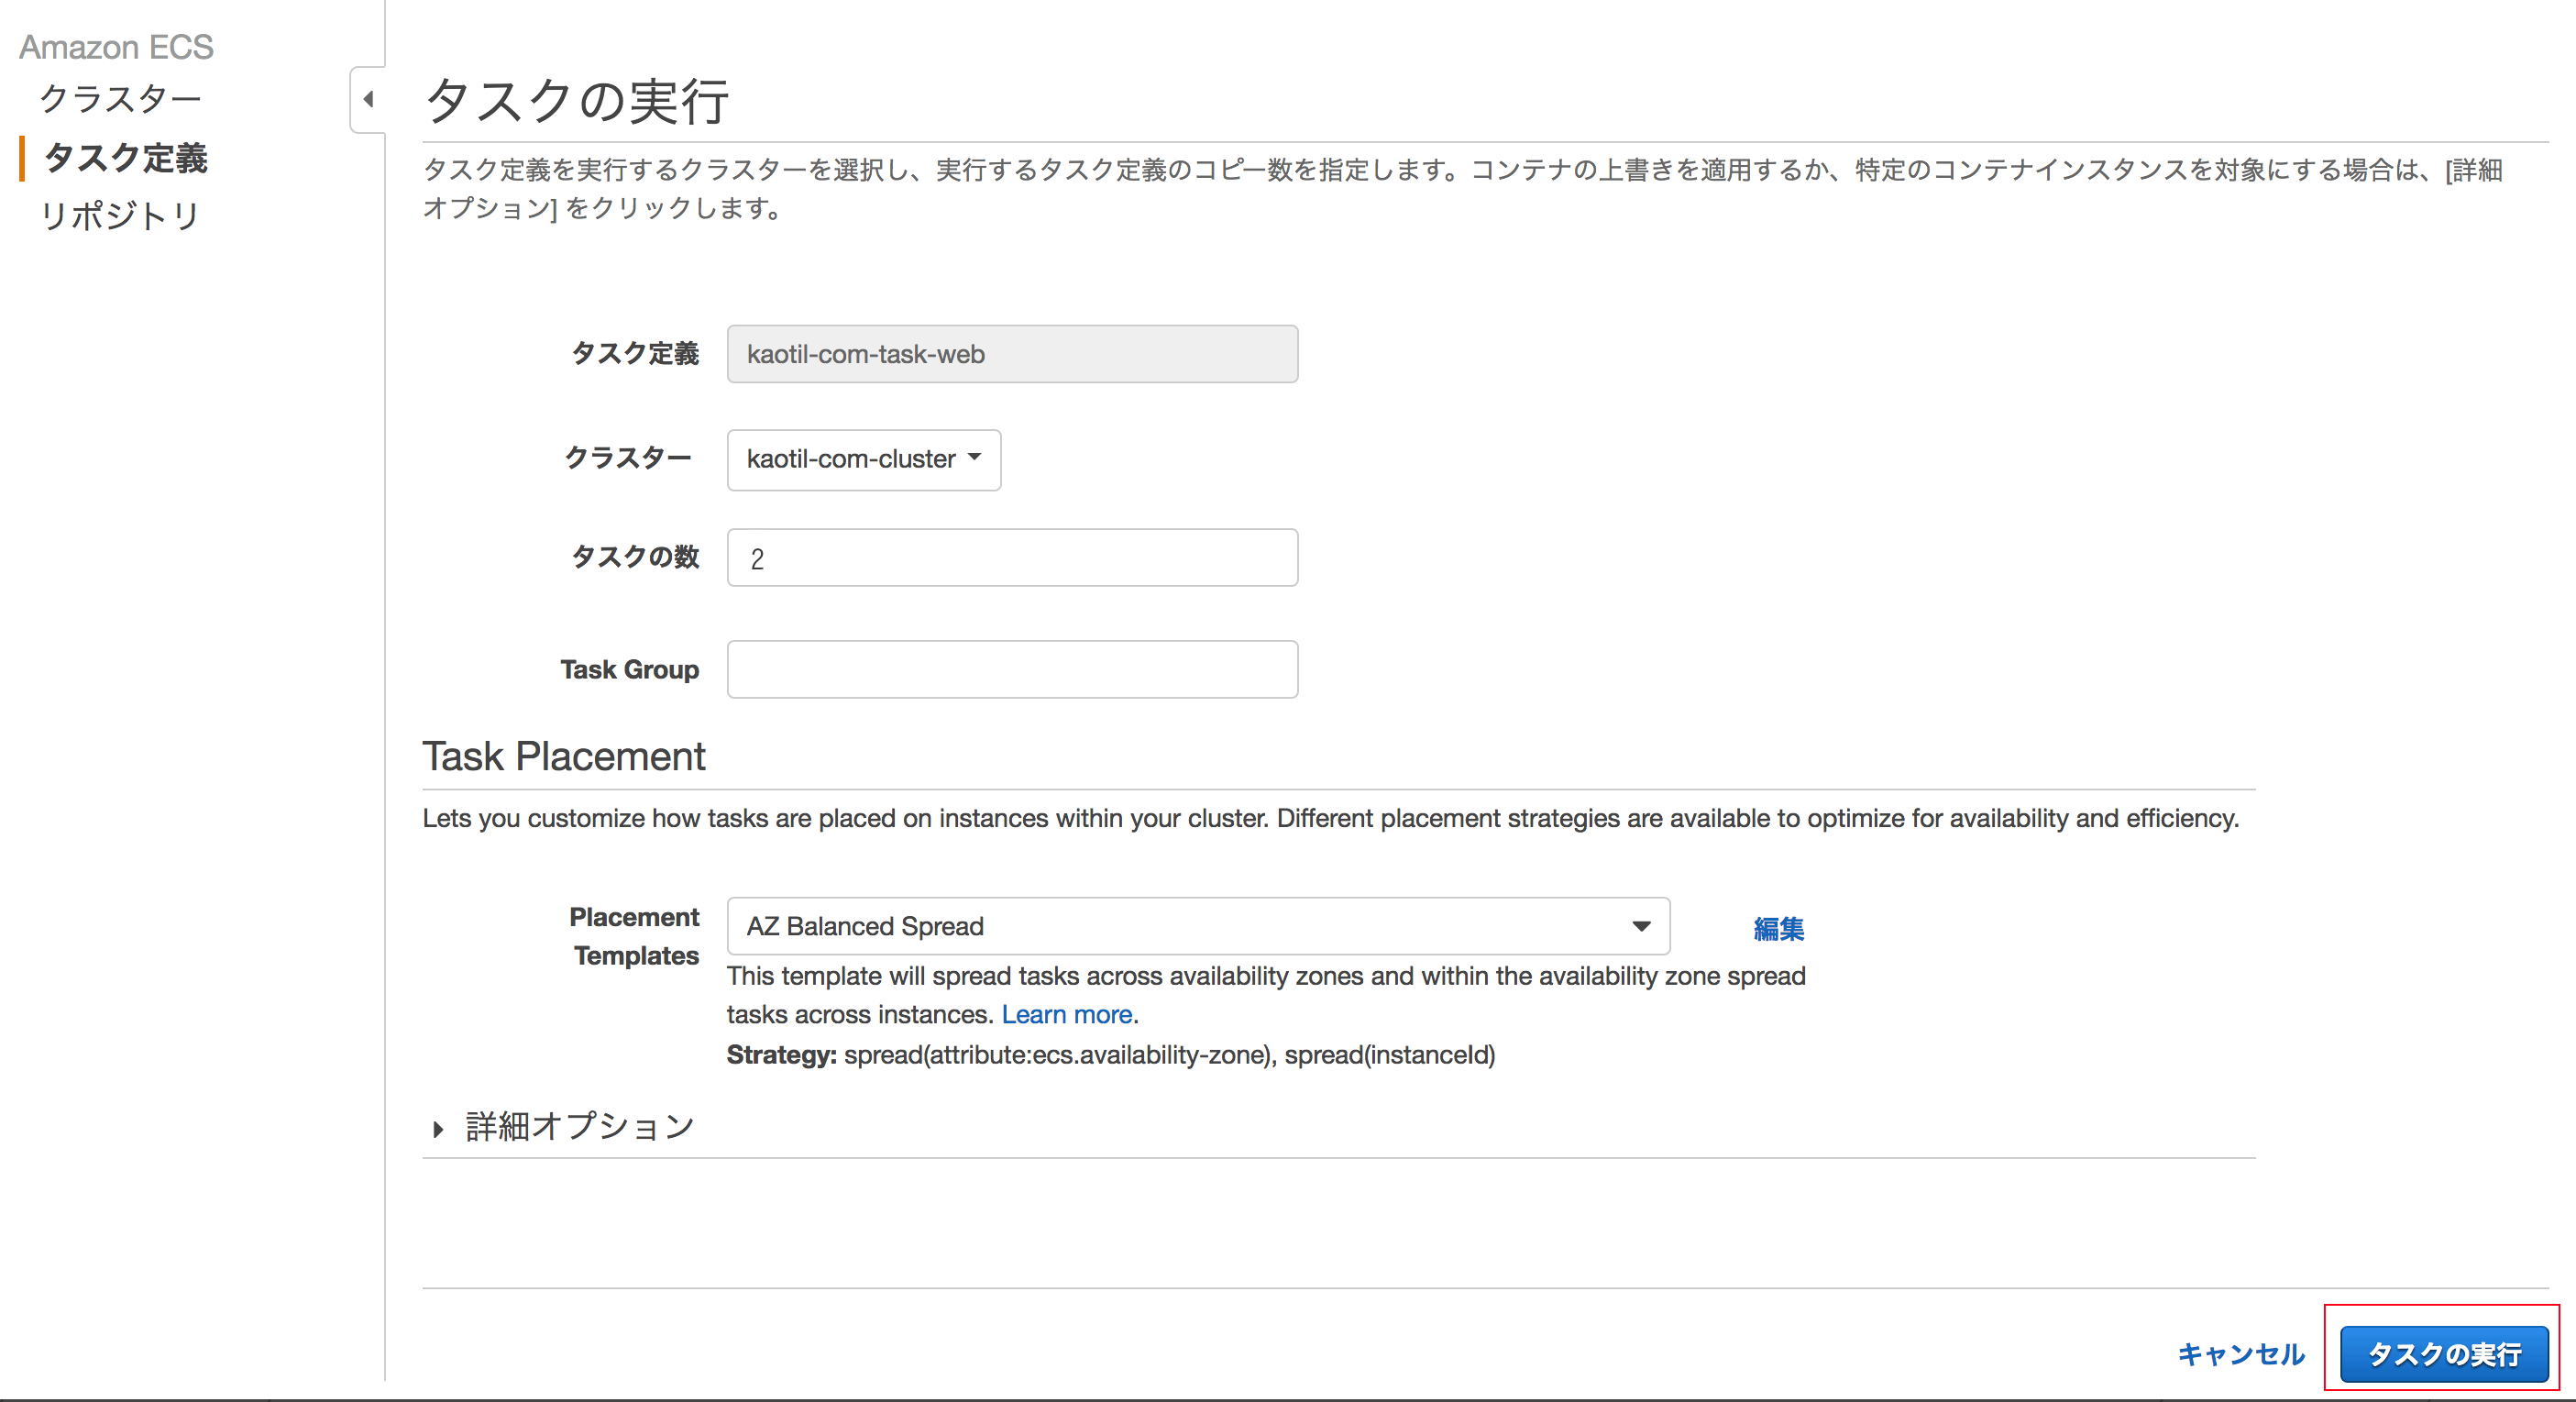 Amazon ECS
クラスター
タスク定義
リポジトリ
タスクの実行
タスク定義を実行するクラスターを選択し、実行するタスク定義のコピー数を指定します。コンテナの上書きを適用するか、特定のコンテナインスタンスを対象にする場合は、[詳細
オプション] をクリックします。
タスク定義 kaotil-com-task-web
クラスター kaotil-com-cluster
タスクの数 2
Task Group
Task Placement
Lets you customize how tasks are placed on instances within your cluster. Different placement strategies are available to optimize for availability and efficiency.
Placement
Templates
AZ Balanced Spread 編集
This template will spread tasks across availability zones and within the availability zone spread
tasks across instances. Learn more.
Strategy: spread(attribute:ecs.availability-zone), spread(instanceId)
詳細オプション
キャンセル タスクの実行